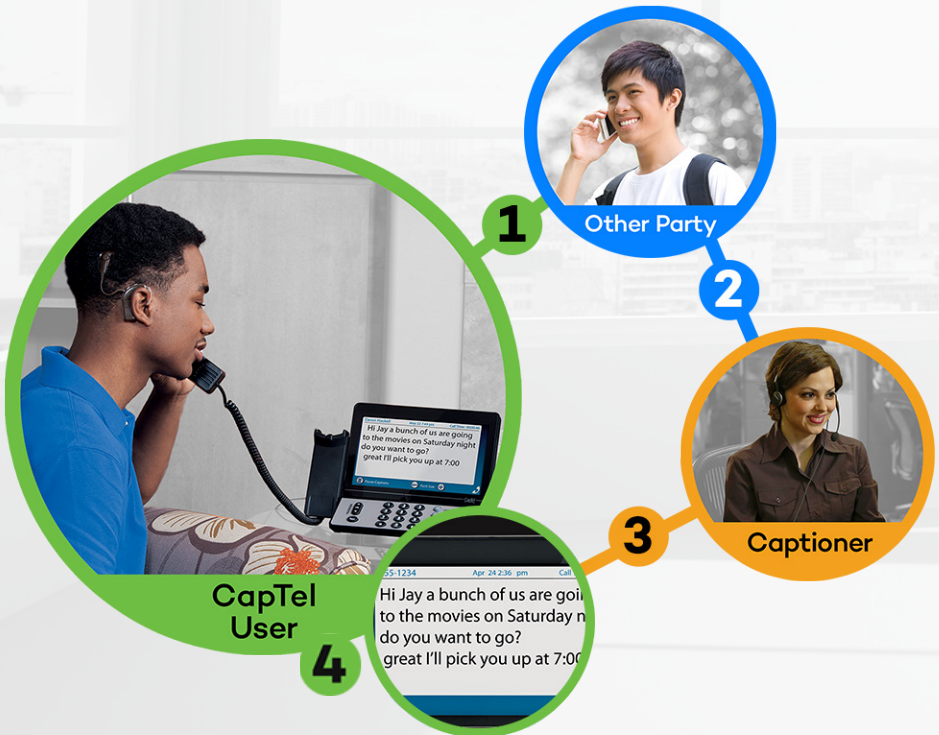 1
Other Party
2
Captioner
3
CapTel
User
4
Hi Jay a bunch of us are going
to the movies on Saturday night
do you want to go?
great I'll pick you up at 7:00
55-1234 Apr 24 2:36 pm Call
Hi Jay a bunch of us are goi
to the movies on Saturday n
do you want to go?
great I'll pick you up at 7:00